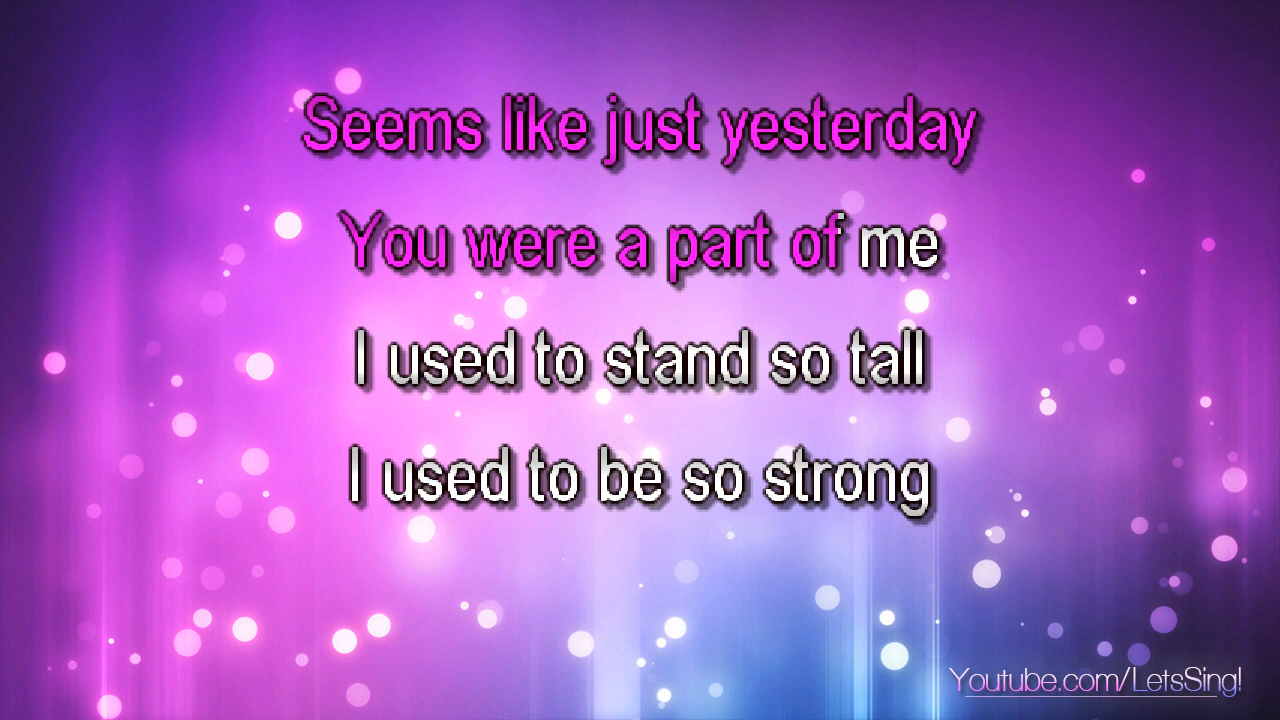 Seems like just yesterday
You were a part of me
I used to stand so tall
I used to be so strong
Youtube.com/LetsSing!